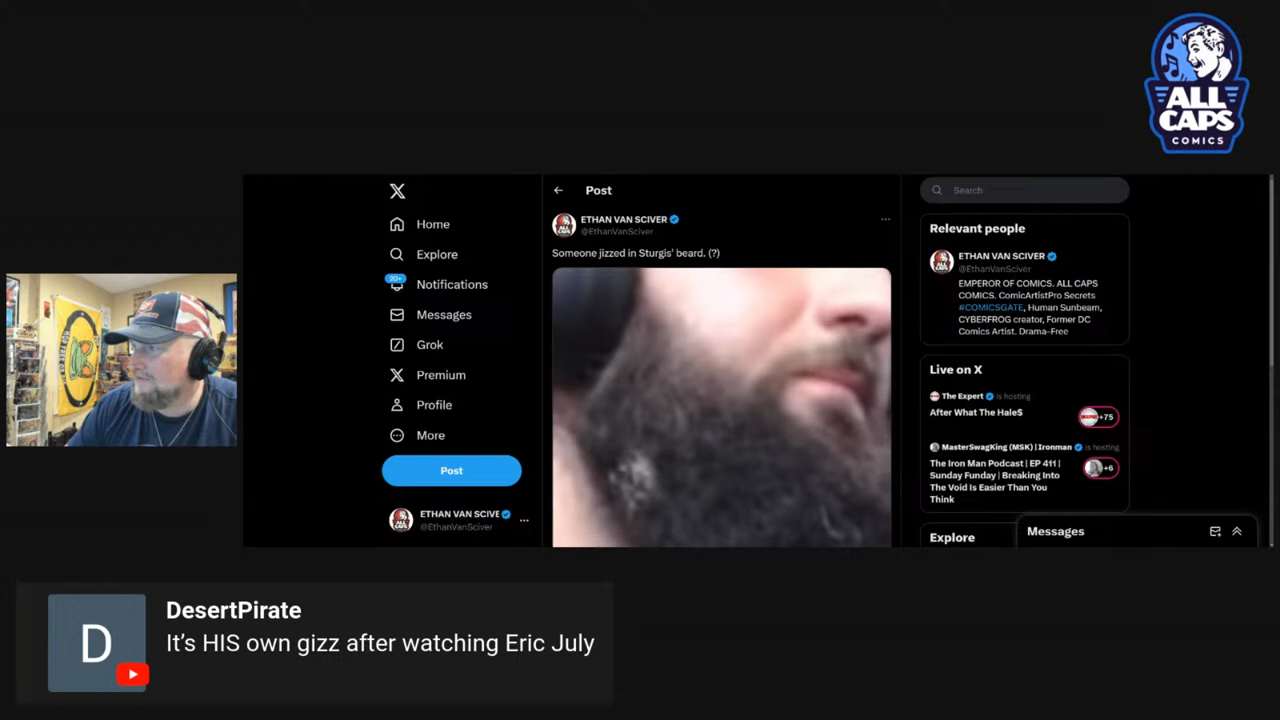 ALL
CAPS
COMICS
Home
Explore
20+
Notifications
Messages
Grok
Premium
Profile
More
Post
ETHAN VAN SCIVE
@EthanVanSciver
Post
ETHAN VAN SCIVER
@EthanVanSciver
Someone jizzed in Sturgis' beard. (?)
Search
Relevant people
ETHAN VAN SCIVER
@EthanVanSciver
EMPEROR OF COMICS. ALL CAPS
COMICS. ComicArtistPro Secrets
#COMICSGATE, Human Sunbeam,
CYBERFROG creator, Former DC
Comics Artist. Drama-Free
Live on X
The Expert is hosting
After What The Hale$
+75
MasterSwagKing (MSK) | Ironman is hosting
The Iron Man Podcast | EP 411 |
Sunday Funday | Breaking Into
The Void Is Easier Than You
Think
+6
Explore
Messages
D
DesertPirate
It's HIS own gizz after watching Eric July